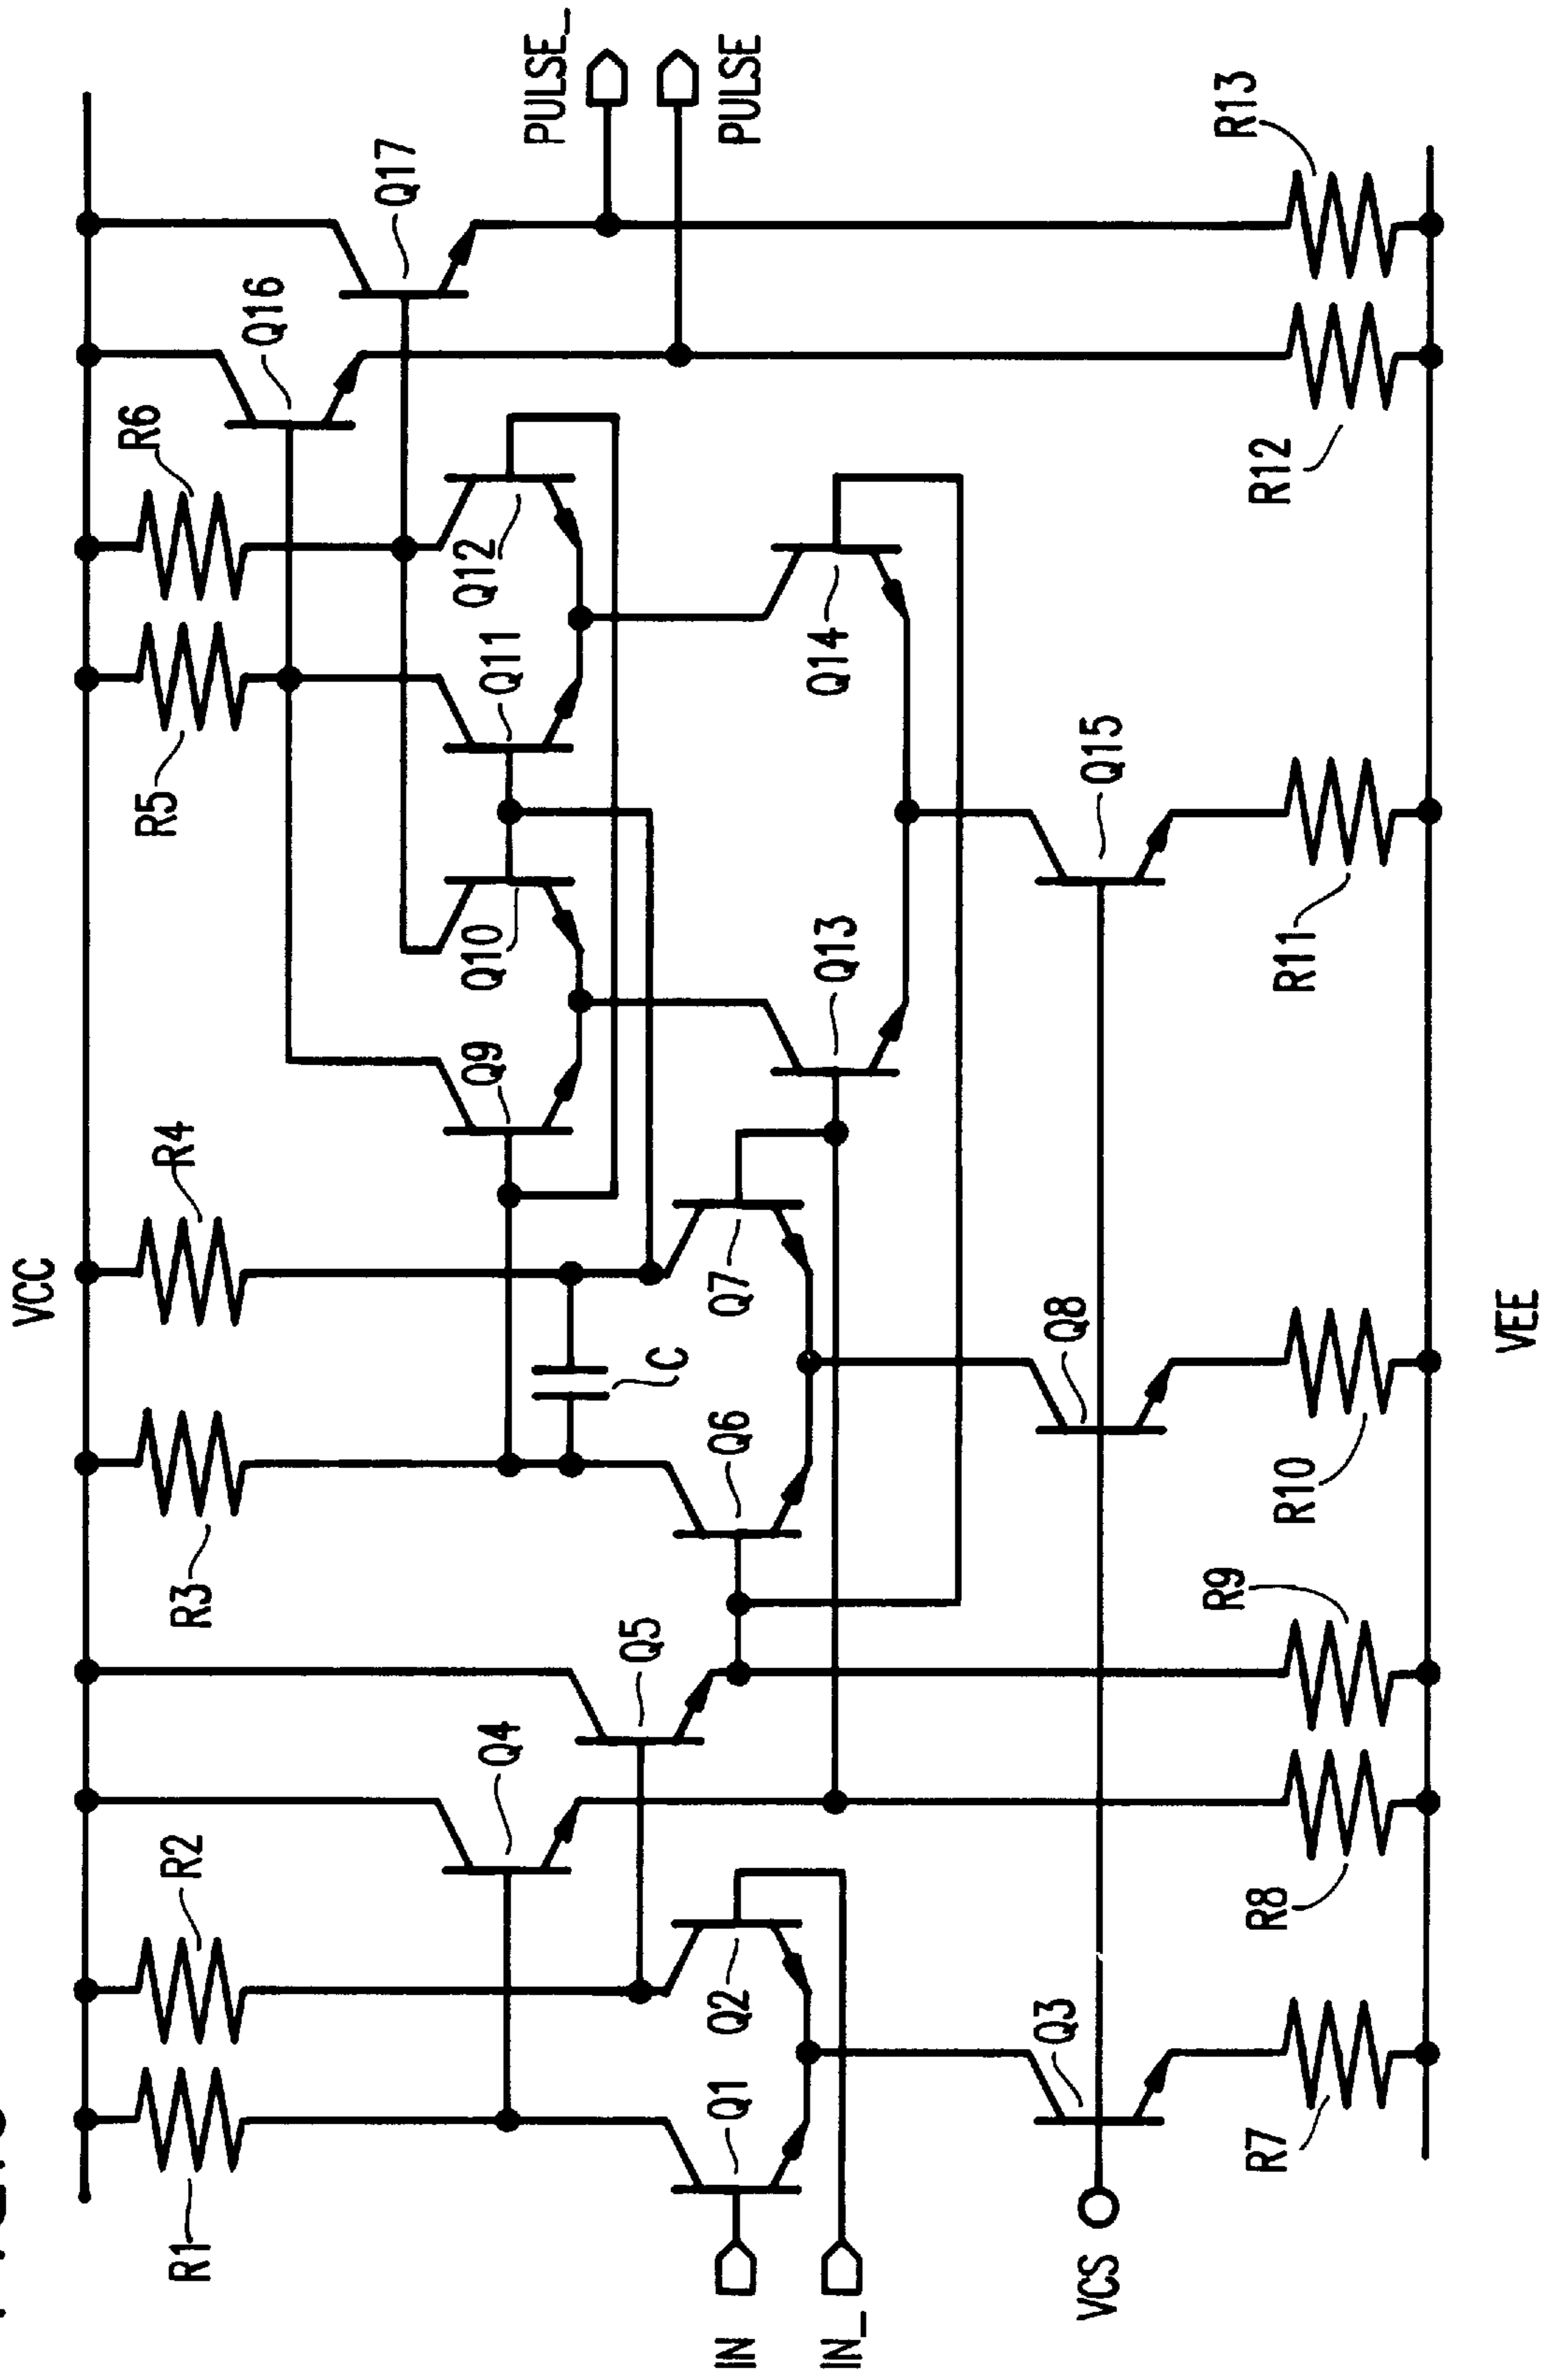 VCC
R1
R2
R3
R4
R5
R6
Q16
Q17
PULSE_
PULSE
Q4
Q5
C
Q9
Q10
Q11
Q12
IN
IN_
Q1
Q2
Q6
Q7
Q13
Q14
VCS
Q3
Q8
Q15
R7
R8
R9
R10
R11
R12
R13
VEE